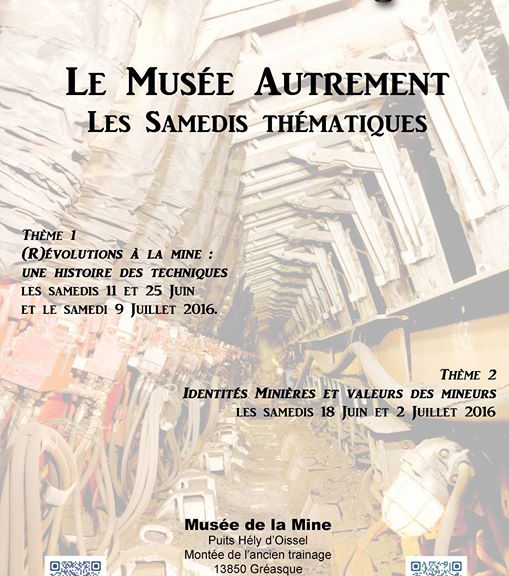 Le Musée Autrement
Les Samedis thématiques
Thème 1
(R)évolutions à la mine :
une histoire des techniques
les samedis 11 et 25 Juin
et le samedi 9 Juillet 2016.
Thème 2
Identités Minières et valeurs des mineurs
les samedis 18 Juin et 2 Juillet 2016
Musée de la Mine
Puits Hély d'Oissel
Montée de l'ancien trainage
13850 Gréasque